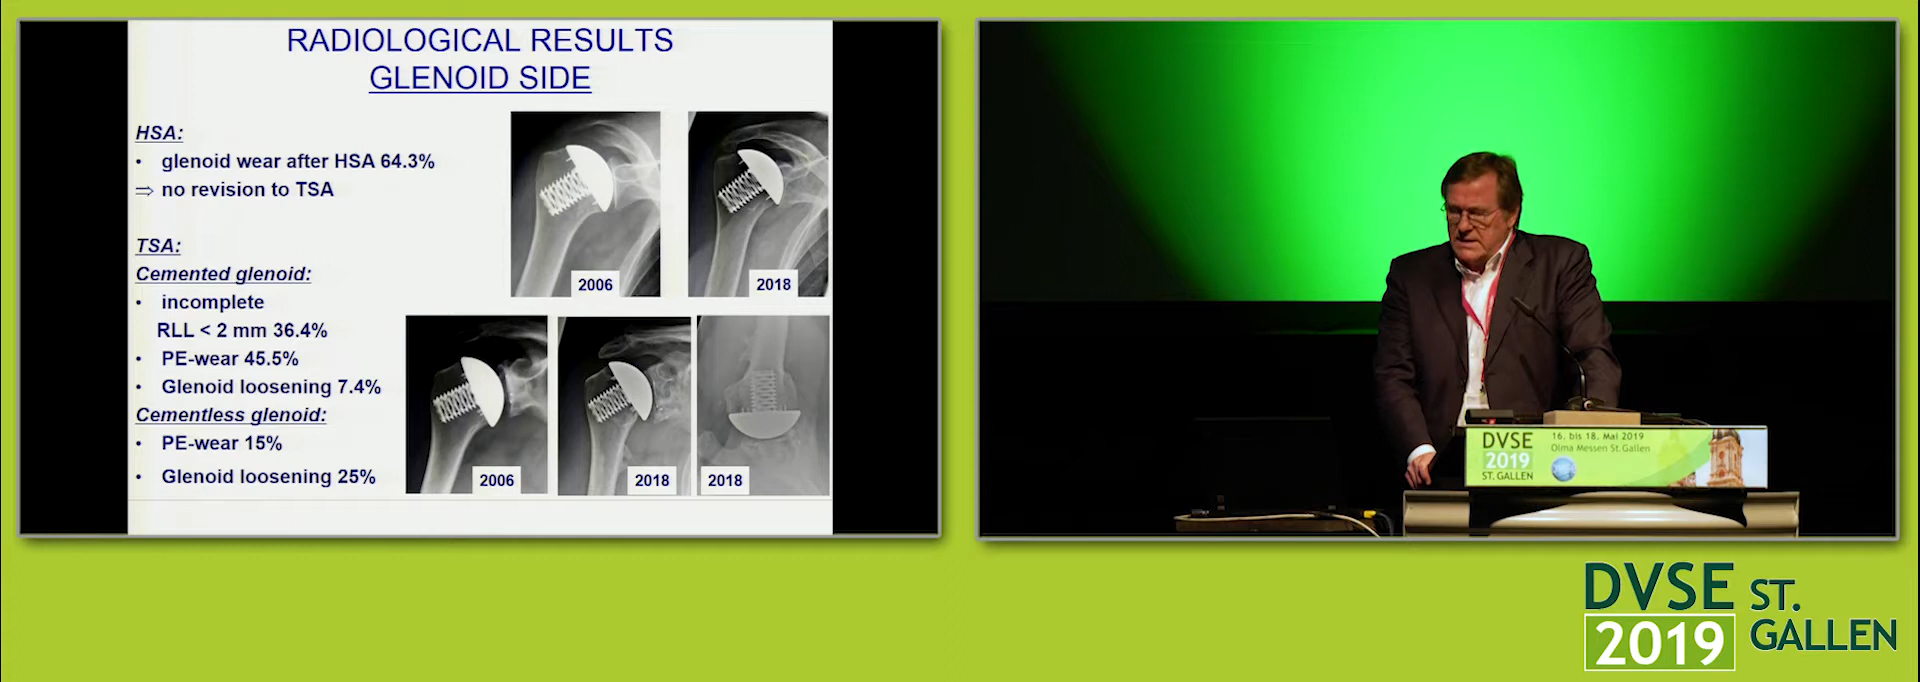 RADIOLOGICAL RESULTS
GLENOID SIDE
HSA:
• glenoid wear after HSA 64.3%
⇒ no revision to TSA
TSA:
Cemented glenoid:
• incomplete
RLL < 2 mm 36.4%
• PE-wear 45.5%
• Glenoid loosening 7.4%
Cementless glenoid:
• PE-wear 15%
• Glenoid loosening 25%
2006
2018
2006
2018
2018
DVSE
2019
ST. GALLEN
16. bis 18. Mai 2019
Olma Messen St. Gallen
DVSE ST.
2019 GALLEN